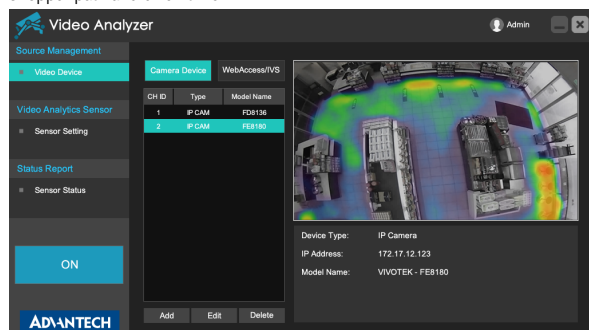 Video Analyzer
Admin
Source Management
Video Device
Video Analytics Sensor
Sensor Setting
Status Report
Sensor Status
ON
ADVANTECH
Camera Device WebAccess/IVS
CH ID Type Model Name
1 IP CAM FD8136
2 IP CAM FE8180
Add Edit Delete
Device Type: IP Camera
IP Address: 172.17.12.123
Model Name: VIVOTEK - FE8180